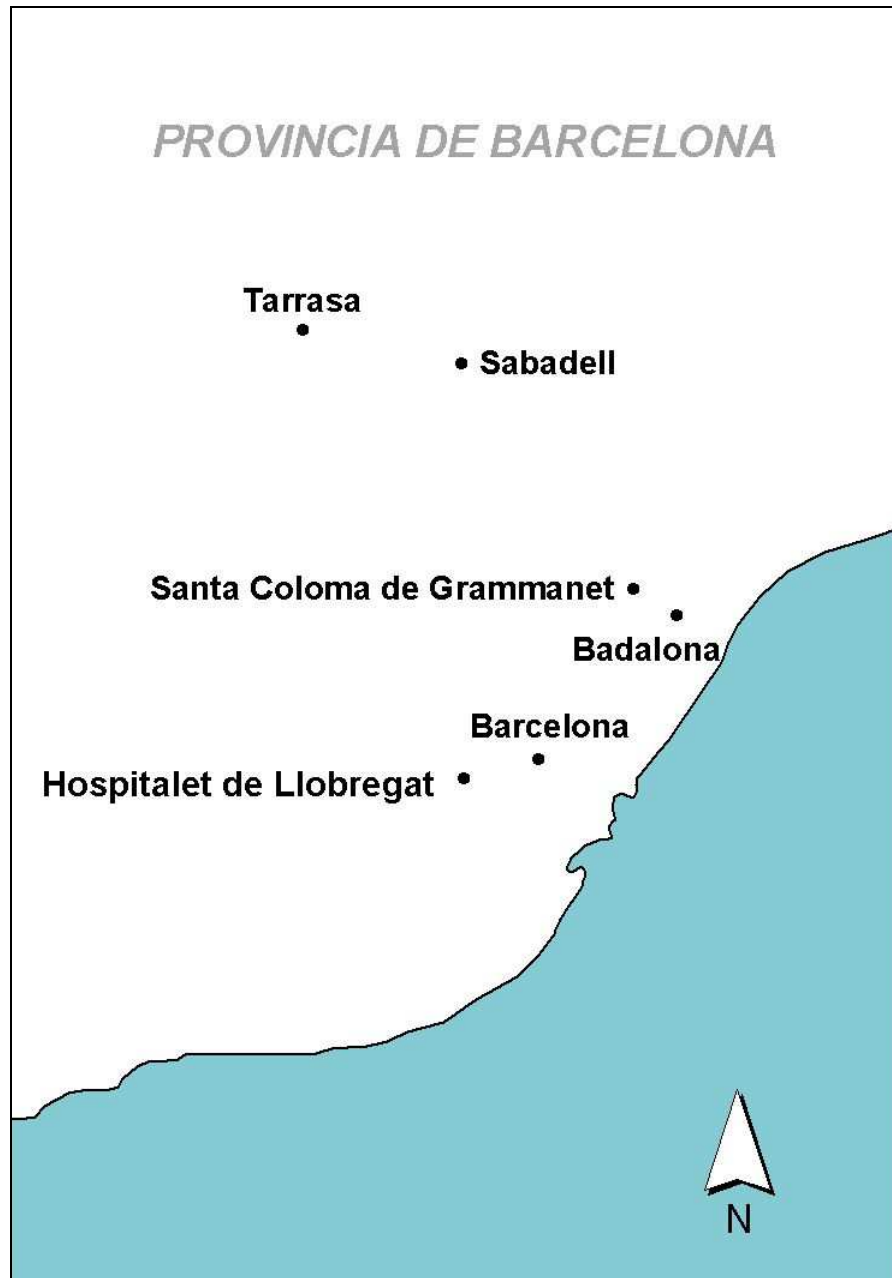 PROVINCIA DE BARCELONA
Tarrasa
Sabadell
Santa Coloma de Grammanet
Badalona
Barcelona
Hospitalet de Llobregat
N